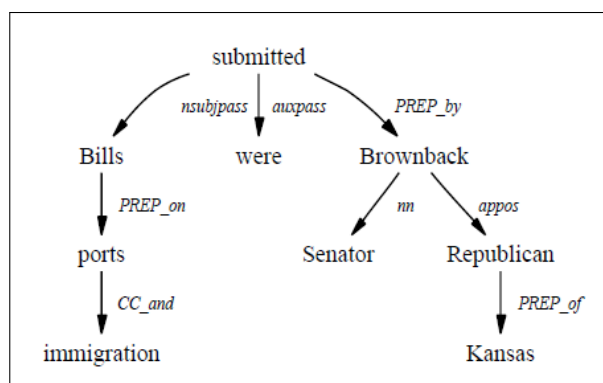 submitted
nsubjpass auxpass PREP_by
Bills were Brownback
PREP_on nn appos
ports Senator Republican
CC_and PREP_of
immigration Kansas